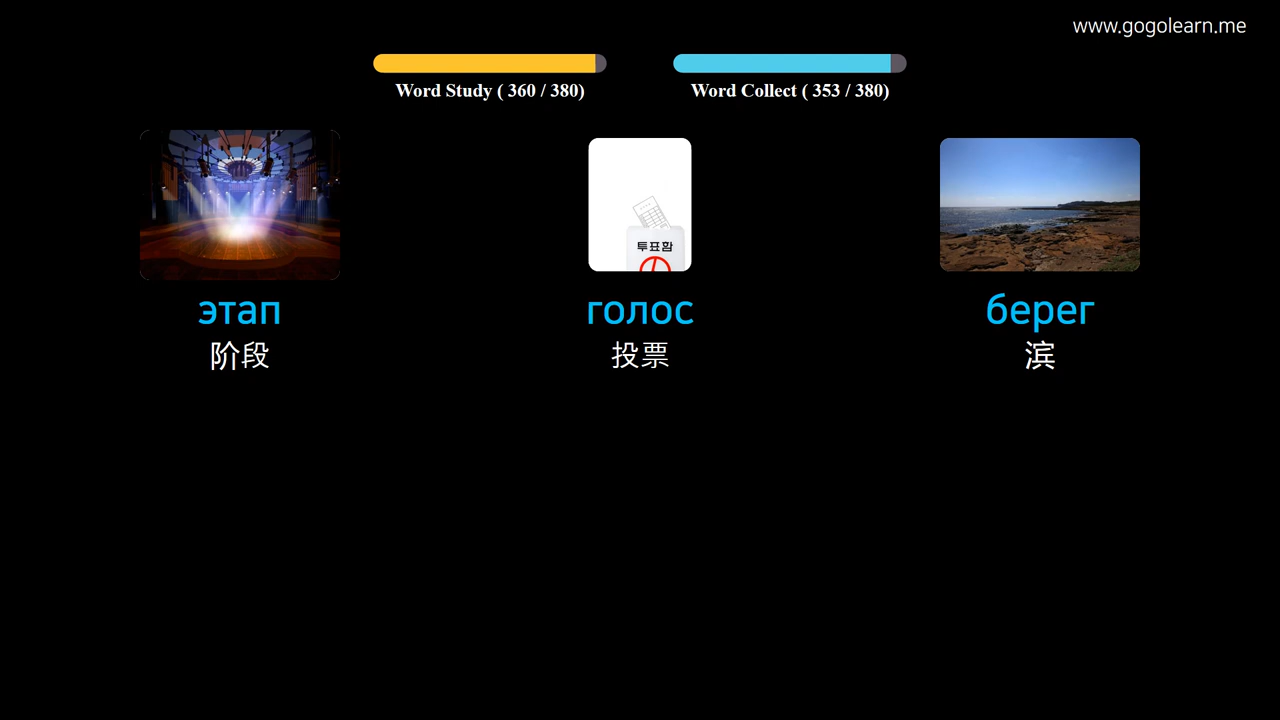 www.gogolearn.me
Word Study ( 360 / 380)
Word Collect ( 353 / 380)
투표함
этап
голос
берег
阶段
投票
滨